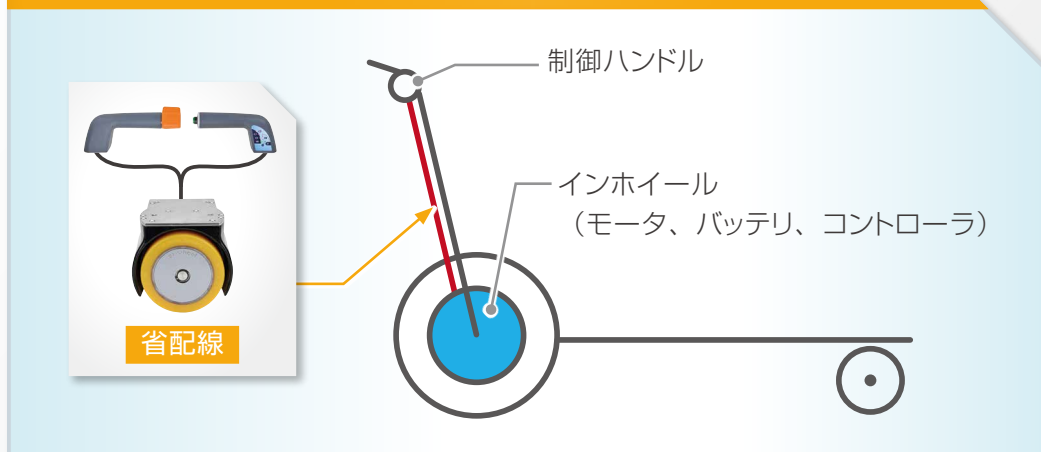 制御ハンドル
インホイール
（モータ、バッテリ、コントローラ）
省配線